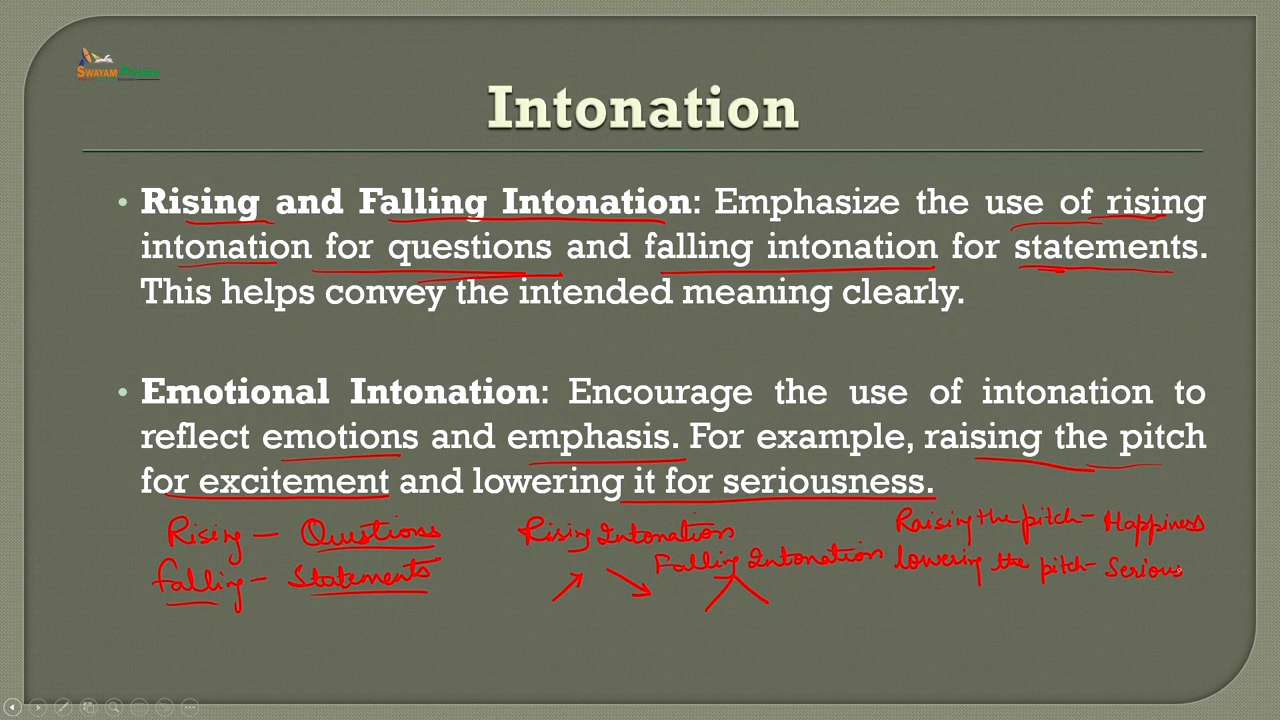 SWAYAM PRABHA
Intonation
• Rising and Falling Intonation: Emphasize the use of rising
intonation for questions and falling intonation for statements.
This helps convey the intended meaning clearly.
• Emotional Intonation: Encourage the use of intonation to
reflect emotions and emphasis. For example, raising the pitch
for excitement and lowering it for seriousness.
Rising – Questions
falling – Statements
Rising Intonation
Falling Intonation
Raising the pitch – Happiness
lowering the pitch – Serious